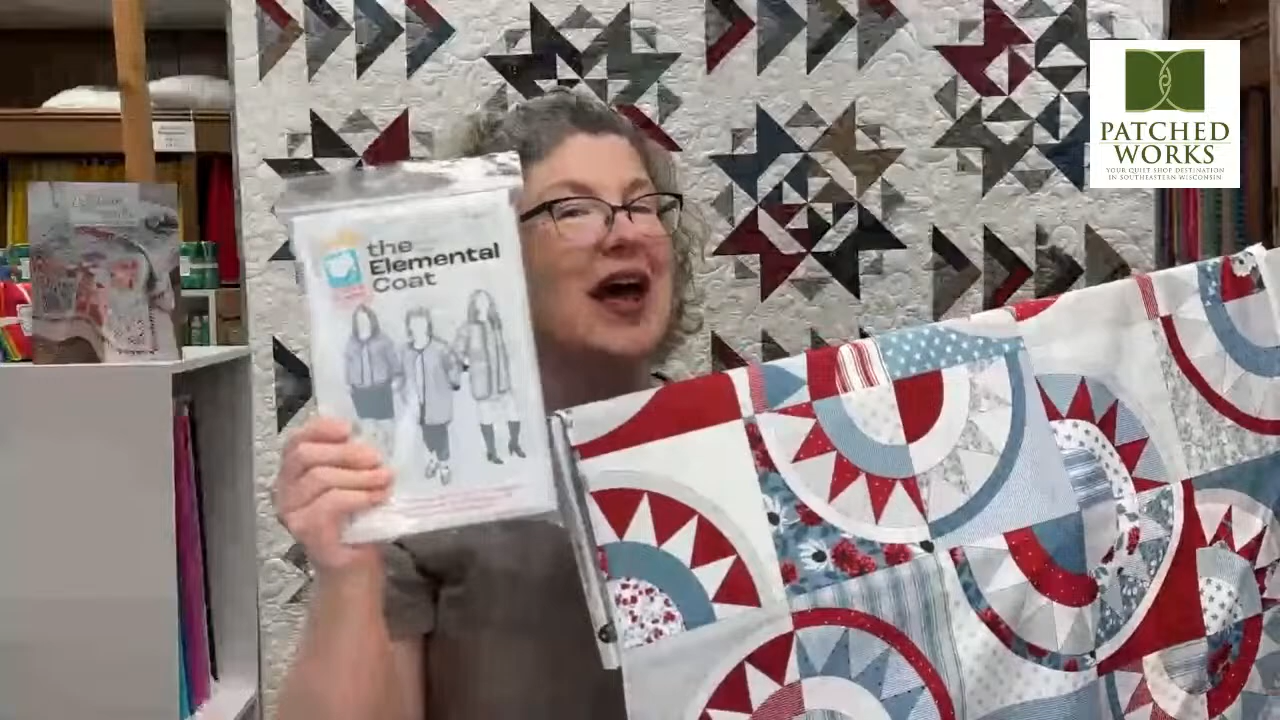 the
Elemental
Coat
PATCHED
WORKS
YOUR QUILT SHOP DESTINATION
IN SOUTHEASTERN WISCONSIN